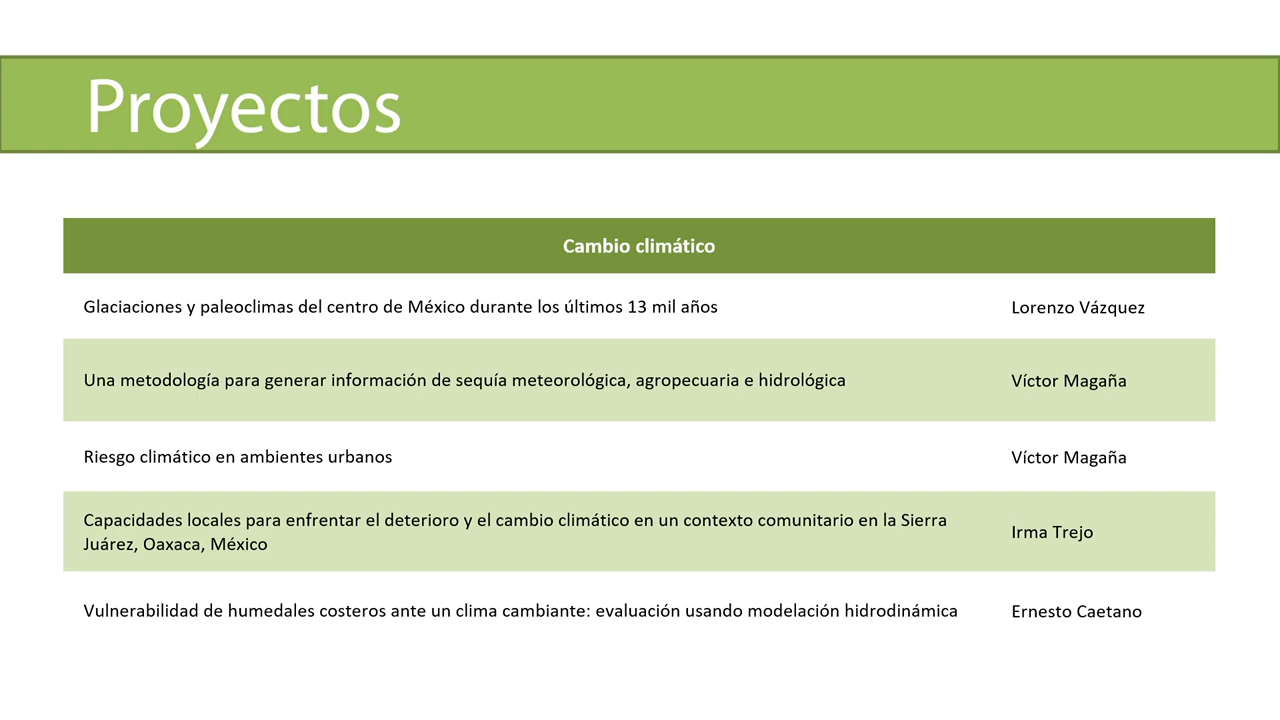 Proyectos
Cambio climático
Glaciaciones y paleoclimas del centro de México durante los últimos 13 mil años
Lorenzo Vázquez
Una metodología para generar información de sequía meteorológica, agropecuaria e hidrológica
Víctor Magaña
Riesgo climático en ambientes urbanos
Víctor Magaña
Capacidades locales para enfrentar el deterioro y el cambio climático en un contexto comunitario en la Sierra
Juárez, Oaxaca, México
Irma Trejo
Vulnerabilidad de humedales costeros ante un clima cambiante: evaluación usando modelación hidrodinámica
Ernesto Caetano